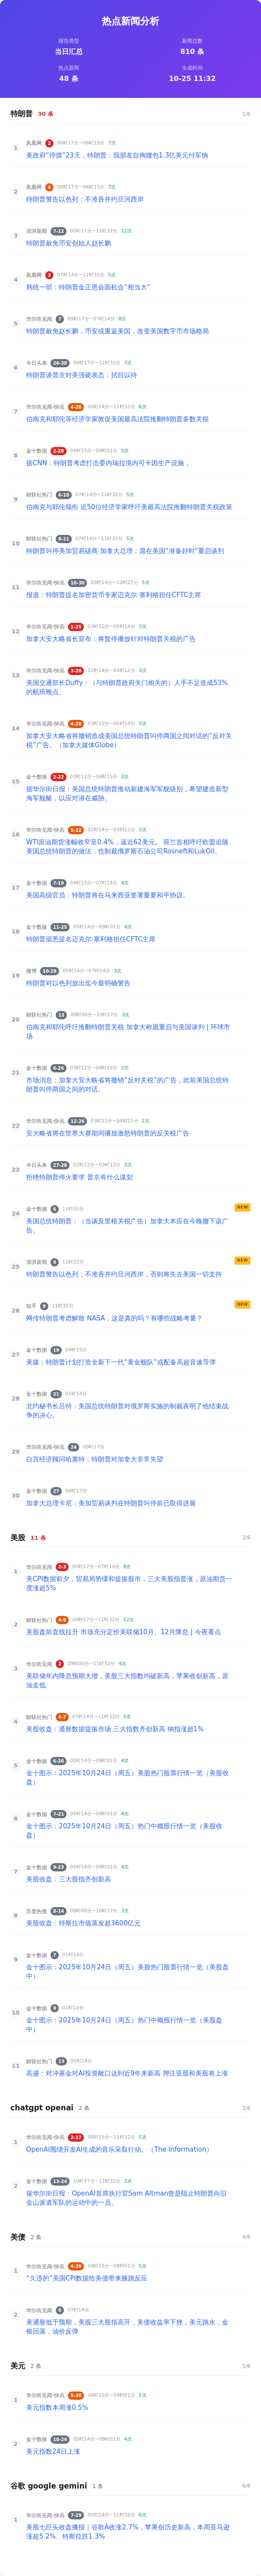 热点新闻分析
报告类型
当日汇总
新闻总数
810 条
热点新闻
48 条
生成时间
10-25 11:32
特朗普 30 条 1/6
1 凤凰网 2 00时17分~06时15分 7次
美政府“停摆”23天，特朗普：我朋友自掏腰包1.3亿美元付军饷
2 凤凰网 4 00时17分~06时15分 7次
特朗普警告以色列：不准吞并约旦河西岸
3 澎湃新闻 7-12 00时17分~11时32分 12次
特朗普赦免币安创始人赵长鹏
4 凤凰网 3 07时14分~11时32分 5次
韩统一部：特朗普金正恩会面机会“相当大”
5 华尔街见闻 7 00时17分~07时14分 8次
特朗普赦免赵长鹏，币安或重返美国，改变美国数字币市场格局
6 今日头条 26-30 00时17分~11时32分 7次
特朗普谈普京对美强硬表态：拭目以待
7 华尔街见闻-快讯 4-26 05时14分~11时32分 6次
伯南克和耶伦等经济学家敦促美国最高法院推翻特朗普多数关税
8 金十数据 2-28 04时15分~09时01分 5次
据CNN：特朗普考虑打击委内瑞拉境内可卡因生产设施 。
9 财联社热门 6-10 07时14分~11时32分 5次
伯南克与耶伦领衔 近50位经济学家呼吁美最高法院推翻特朗普关税政策
10 财联社热门 8-11 07时14分~11时32分 5次
特朗普叫停美加贸易磋商 加拿大总理：愿在美国“准备好时”重启谈判
11 华尔街见闻-快讯 10-30 05时14分~10时27分 5次
报道：特朗普提名加密货币专家迈克尔·塞利格担任CFTC主席
12 华尔街见闻-快讯 1-25 03时12分~05时14分 3次
加拿大安大略省长宣布：将暂停播放针对特朗普关税的广告
13 华尔街见闻-快讯 3-20 01时14分~03时12分 3次
美国交通部长Duffy：（与特朗普政府关门相关的）人手不足造成53%
的航班晚点。
14 华尔街见闻-快讯 4-28 03时12分~05时14分 3次
加拿大安大略省将撤销造成美国总统特朗普叫停两国之间对话的“反对关
税”广告。（加拿大媒体Globe）
15 金十数据 2-22 03时12分~04时15分 2次
据华尔街日报：美国总统特朗普推动新建海军军舰级别，希望建造新型
海军舰艇，以应对潜在威胁。
16 华尔街见闻-快讯 5-22 01时14分~03时12分 3次
WTI原油期货涨幅收窄至0.4%，逼近62美元。 荷兰首相呼吁欧盟追随
美国总统特朗普的做法，也制裁俄罗斯石油公司Rosneft和LukOil。
17 金十数据 7-19 04时15分~07时14分 4次
美国高级官员：特朗普将在马来西亚签署重要和平协议。
18 金十数据 11-25 05时14分~09时01分 4次
特朗普据悉提名迈克尔·塞利格担任CFTC主席
19 微博 10-28 05时14分~07时14分 3次
特朗普对以色列放出迄今最明确警告
20 财联社热门 13 09时00分~10时27分 3次
伯南克和耶伦呼吁推翻特朗普关税 加拿大称愿重启与美国谈判 | 环球市
场
21 金十数据 6-26 03时12分~04时15分 2次
市场消息：加拿大安大略省将撤销“反对关税”的广告，此前美国总统特
朗普叫停两国之间的对话。
22 华尔街见闻-快讯 12-26 03时12分~04时15分 2次
安大略省将在世界大赛期间播放激怒特朗普的反关税广告
23 今日头条 27-28 02时22分~03时12分 2次
拒绝特朗普停火要求 普京有什么谋划
24 金十数据 6 11时32分 NEW
美国总统特朗普：（当谈及里根关税广告）加拿大本应在今晚撤下该广
告。
25 澎湃新闻 9 11时32分 NEW
特朗普警告以色列：不准吞并约旦河西岸，否则将失去美国一切支持
26 知乎 9 11时32分 NEW
网传特朗普考虑解散 NASA，这是真的吗？有哪些战略考量？
27 金十数据 19 04时15分
美媒：特朗普计划打造全新下一代“黄金舰队”或配备高超音速导弹
28 金十数据 21 01时14分
北约秘书长吕特：美国总统特朗普对俄罗斯实施的制裁表明了他结束战
争的决心。
29 华尔街见闻-快讯 24 00时17分
白宫经济顾问哈塞特：特朗普对加拿大非常失望
30 金十数据 27 00时17分
加拿大总理卡尼：美加贸易谈判在特朗普叫停前已取得进展
美股 11 条 2/6
1 华尔街见闻 2-3 00时17分~07时14分 8次
美CPI数据前夕，贸易局势缓和提振股市，三大美股指普涨，原油期货一
度涨超5%
2 财联社热门 4-9 00时17分~11时32分 12次
美股盘前直线拉升 市场充分定价美联储10月、12月降息 | 今夜看点
3 华尔街见闻 2 09时00分~11时32分 4次
美联储年内降息预期大增，美股三大指数均破新高，苹果收创新高，原
油走低
4 财联社热门 4-7 07时14分~11时32分 5次
美股收盘：通胀数据提振市场 三大指数齐创新高 纳指涨超1%
5 金十数据 6-29 05时14分~09时01分 4次
金十图示：2025年10月24日（周五）美股热门股票行情一览（美股收
盘）
6 金十数据 7-21 05时14分~09时01分 4次
金十图示：2025年10月24日（周五）热门中概股行情一览（美股收
盘）
7 金十数据 9-23 05时14分~09时01分 4次
美股收盘：三大股指齐创新高
8 百度热搜 8-14 09时00分~10时27分 3次
美股收盘：特斯拉市值蒸发超3600亿元
9 金十数据 7 01时14分
金十图示：2025年10月24日（周五）美股热门股票行情一览（美股盘
中）
10 金十数据 9 01时14分
金十图示：2025年10月24日（周五）热门中概股行情一览（美股盘
中）
11 财联社热门 13 05时14分
高盛：对冲基金对AI投资敞口达到近9年来新高 押注亚股和美股将上涨
chatgpt openai 2 条 3/6
1 华尔街见闻-快讯 2-17 06时15分~11时32分 5次
OpenAI围绕开发AI生成的音乐采取行动。（The Information）
2 金十数据 13-24 10时27分~11时32分 2次
据华尔街日报：OpenAI首席执行官Sam Altman曾是阻止特朗普向旧
金山派遣军队的运动中的一员。
美债 2 条 4/6
1 华尔街见闻-快讯 4-29 04时15分~09时01分 5次
“久违的”美国CPI数据给美债带来膝跳反应
2 华尔街见闻 9 07时14分
美通胀低于预期，美股三大股指高开，美债收益率下挫，美元跳水，金
银回落，油价反弹
美元 2 条 5/6
1 华尔街见闻-快讯 5-30 04时15分~09时01分 5次
美元指数本周涨0.5%
2 金十数据 10-24 05时14分~09时01分 4次
美元指数24日上涨
谷歌 google gemini 1 条 6/6
1 华尔街见闻-快讯 7-29 05时14分~11时32分 6次
美股七巨头收盘播报｜谷歌A收涨2.7%，苹果创历史新高，本周亚马逊
涨超5.2%、特斯拉跌1.3%